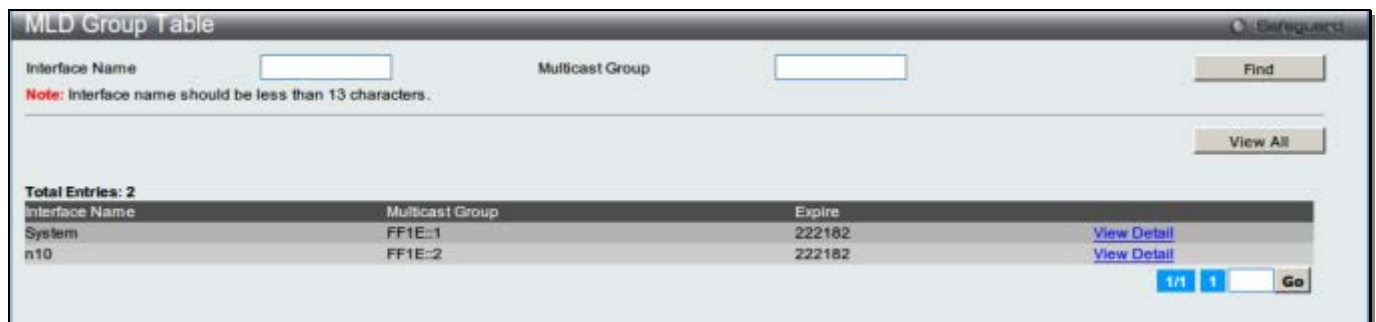 MLD Group Table
Safeguard
Interface Name Multicast Group Find
Note: Interface name should be less than 13 characters.
View All
Total Entries: 2
Interface Name Multicast Group Expire
System FF1E::1 222182 View Detail
n10 FF1E::2 222182 View Detail
1/1 1 Go